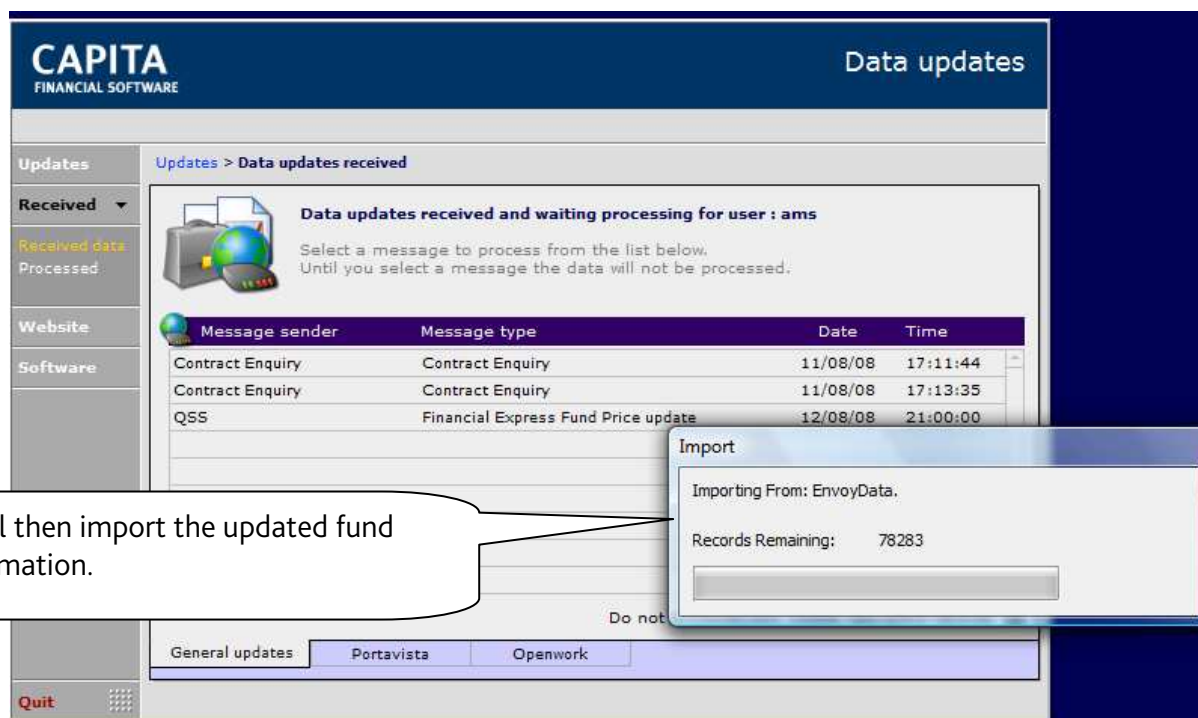 CAPITA
FINANCIAL SOFTWARE
Data updates
Updates
Received
Received data
Processed
Website
Software
Quit
Updates > Data updates received
Data updates received and waiting processing for user : ams
Select a message to process from the list below.
Until you select a message the data will not be processed.
Message sender Message type Date Time
Contract Enquiry Contract Enquiry 11/08/08 17:11:44
Contract Enquiry Contract Enquiry 11/08/08 17:13:35
QSS Financial Express Fund Price update 12/08/08 21:00:00
Import
Importing From: EnvoyData.
Records Remaining: 78283
then import the updated fund
Do not
General updates Portavista Openwork